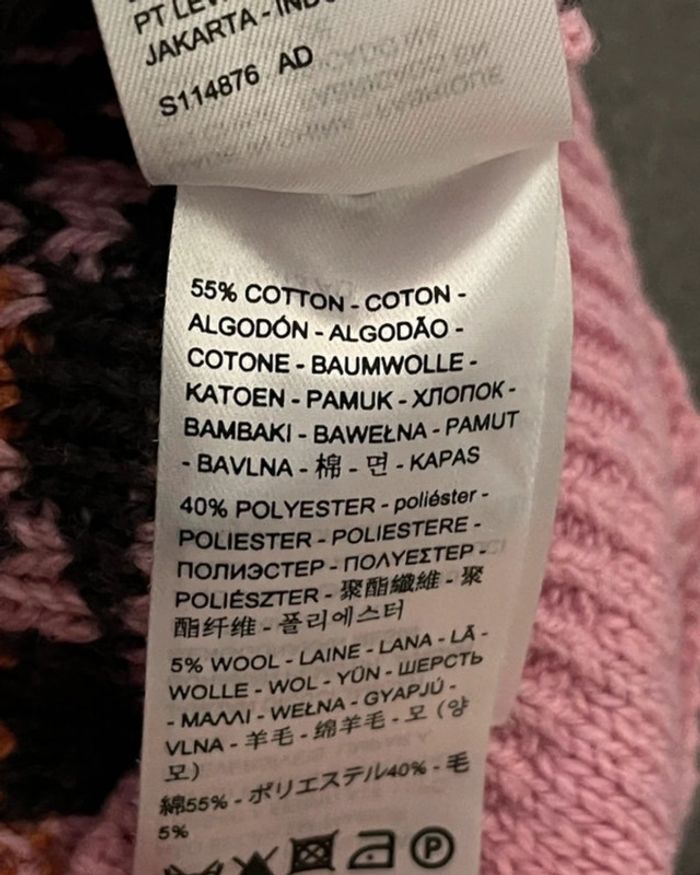 PT LEV
JAKARTA - IND
S114876 AD
55% COTTON - COTON -
ALGODÓN - ALGODÃO -
COTONE - BAUMWOLLE -
KATOEN - PAMUK - ХЛОПОК -
BAMBAKI - BAWEŁNA - PAMUT
- BAVLNA - 棉 - 면 - KAPAS
40% POLYESTER - poliéster -
POLIESTER - POLIESTERE -
ПОЛИЭСТЕР - ΠΟΛΥΕΣΤΕΡ -
POLIÉSZTER - 聚酯纖維 - 聚
酯纤维 - 폴리에스터
5% WOOL - LAINE - LANA - LÃ -
WOLLE - WOL - YÜN - ШЕРСТЬ
- ΜΑΛΛΙ - WEŁNA - GYAPJÚ -
VLNA - 羊毛 - 绵羊毛 - 모 (양
모)
綿55% - ポリエステル40% - 毛
5%
P